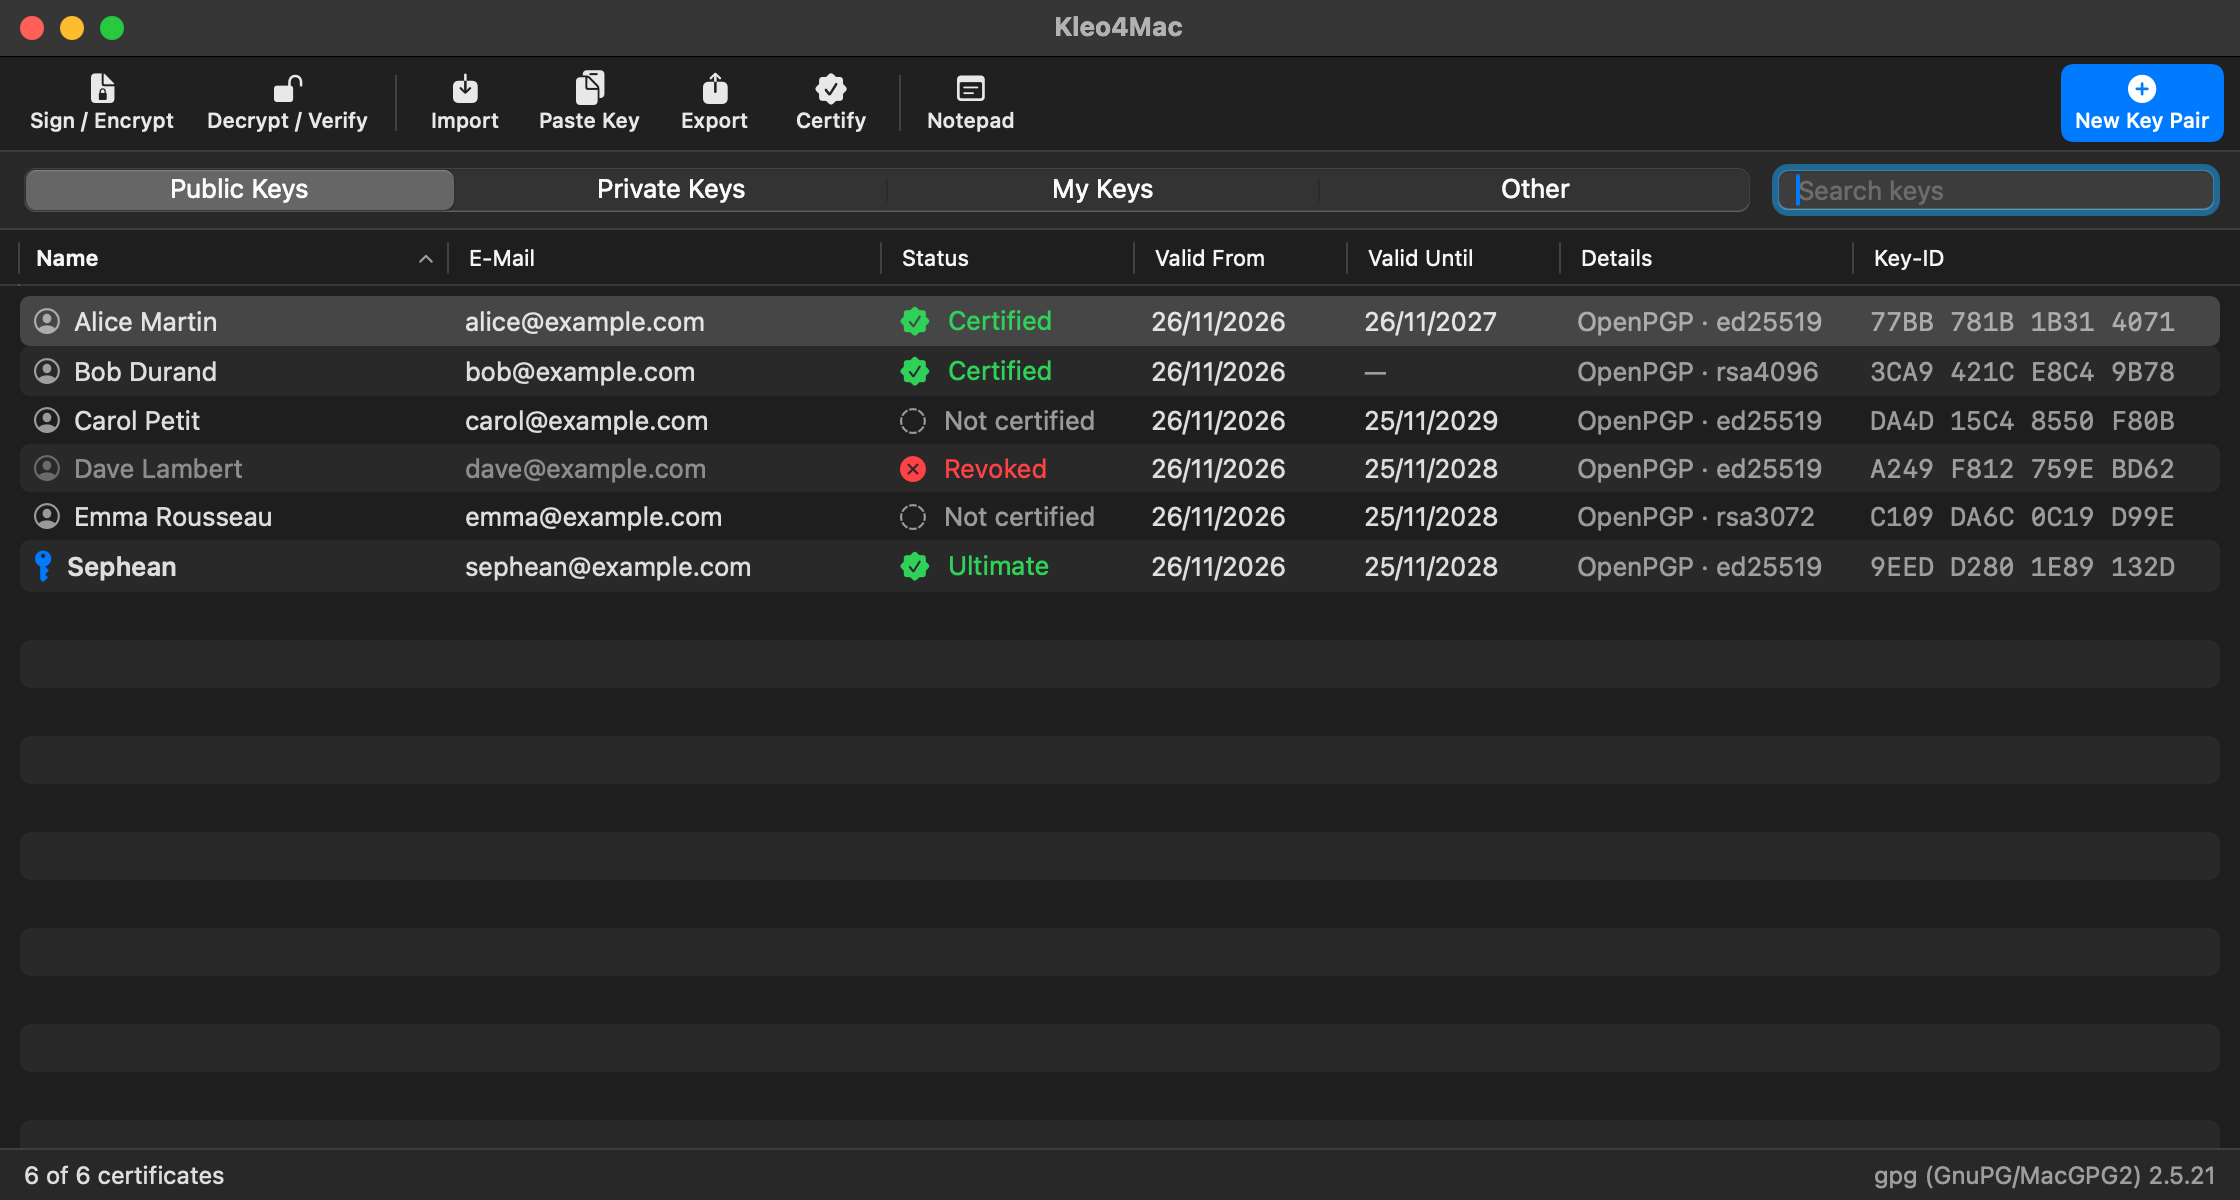 Kleo4Mac
Sign / Encrypt Decrypt / Verify Import Paste Key Export Certify Notepad New Key Pair
Public Keys Private Keys My Keys Other Search keys
Name E-Mail Status Valid From Valid Until Details Key-ID
Alice Martin alice@example.com Certified 26/11/2026 26/11/2027 OpenPGP · ed25519 77BB 781B 1B31 4071
Bob Durand bob@example.com Certified 26/11/2026 — OpenPGP · rsa4096 3CA9 421C E8C4 9B78
Carol Petit carol@example.com Not certified 26/11/2026 25/11/2029 OpenPGP · ed25519 DA4D 15C4 8550 F80B
Dave Lambert dave@example.com Revoked 26/11/2026 25/11/2028 OpenPGP · ed25519 A249 F812 759E BD62
Emma Rousseau emma@example.com Not certified 26/11/2026 25/11/2028 OpenPGP · rsa3072 C109 DA6C 0C19 D99E
Sephean sephean@example.com Ultimate 26/11/2026 25/11/2028 OpenPGP · ed25519 9EED D280 1E89 132D
6 of 6 certificates gpg (GnuPG/MacGPG2) 2.5.21